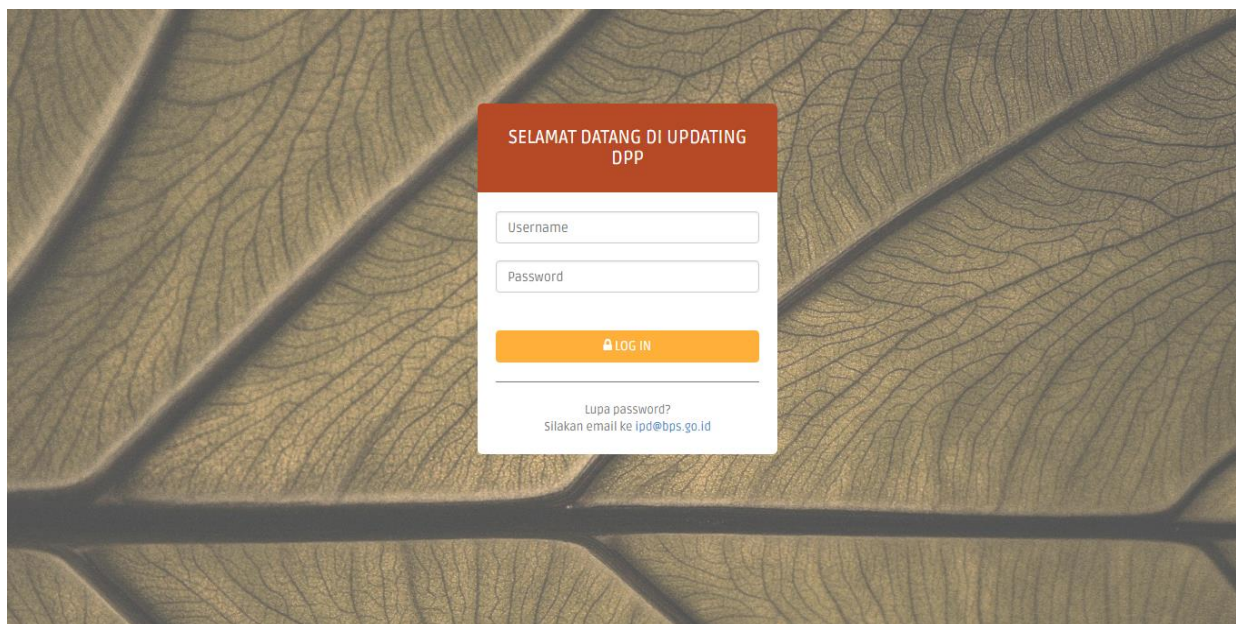 SELAMAT DATANG DI UPDATING
DPP
Username
Password
LOG IN
Lupa password?
Silakan email ke ipd@bps.go.id